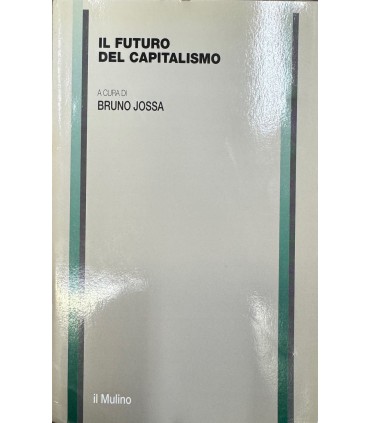 IL FUTURO
DEL CAPITALISMO
A CURA DI
BRUNO JOSSA
il Mulino